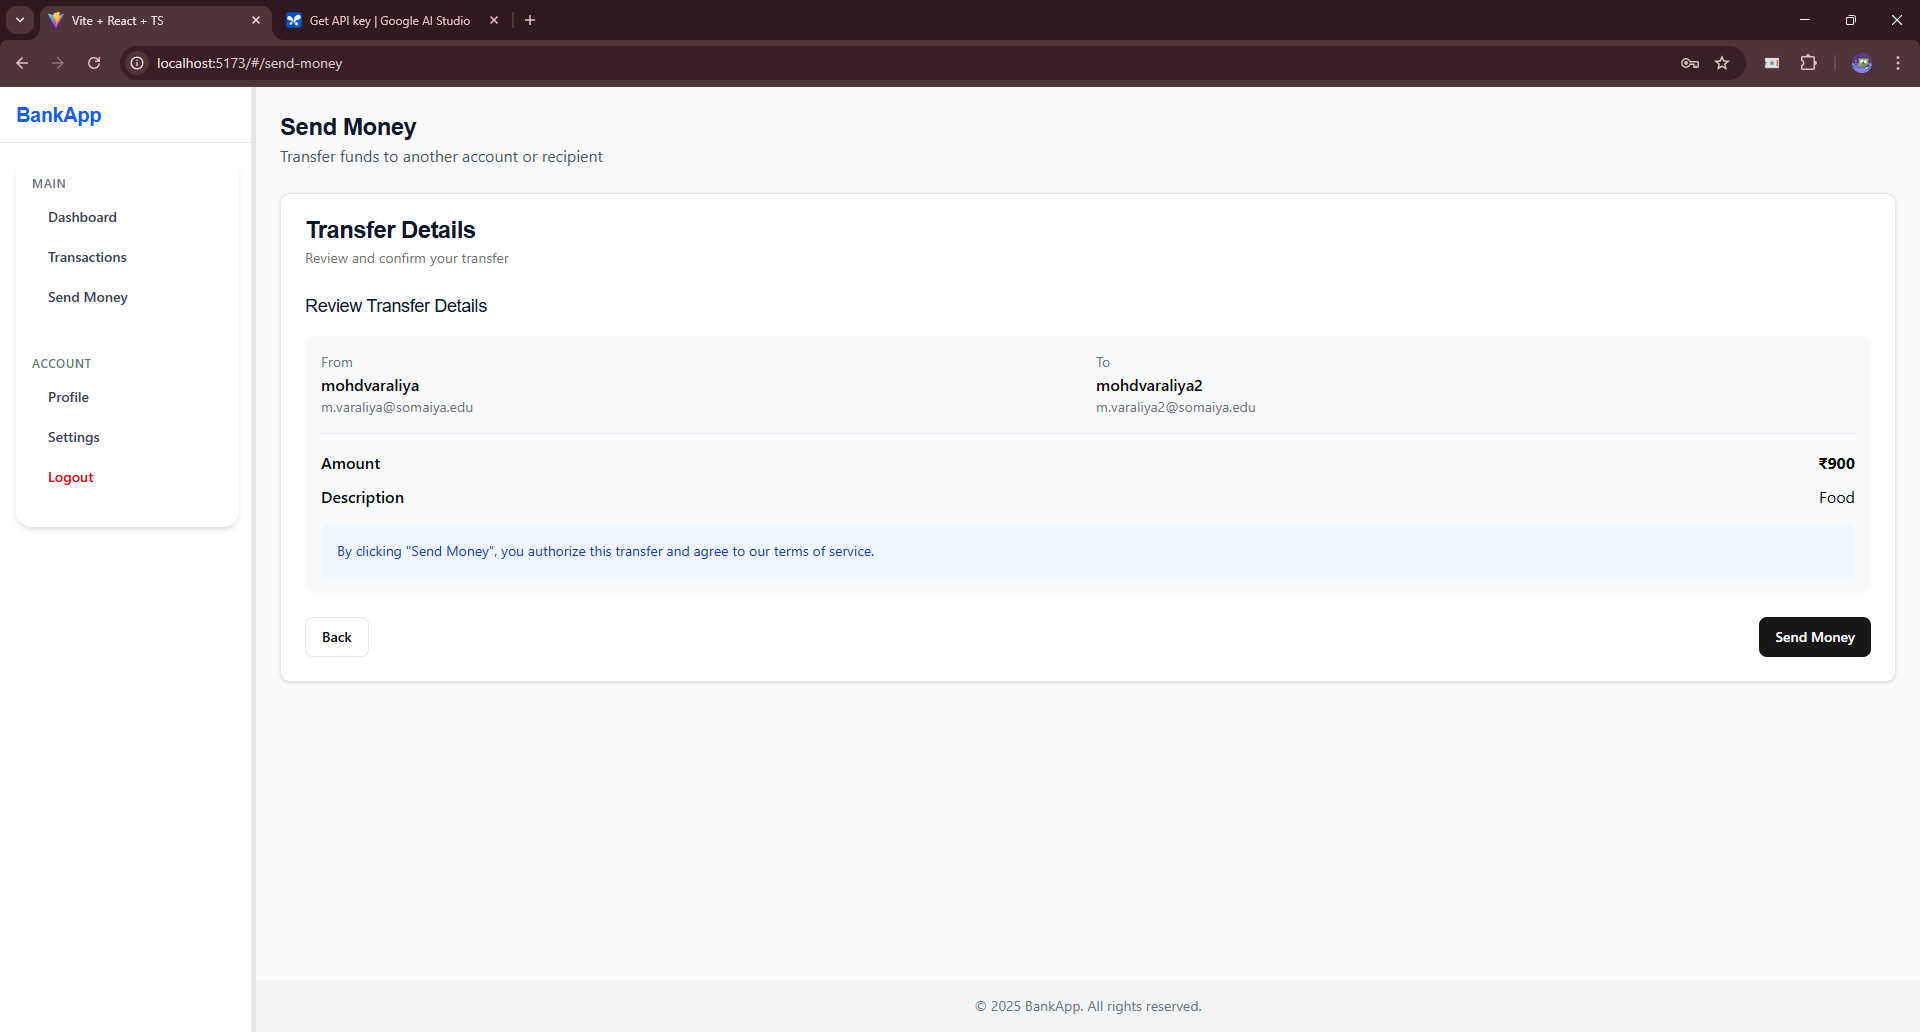 Vite + React + TS
Get API key | Google AI Studio
localhost:5173/#/send-money
BankApp
MAIN
Dashboard
Transactions
Send Money
ACCOUNT
Profile
Settings
Logout
Send Money
Transfer funds to another account or recipient
Transfer Details
Review and confirm your transfer
Review Transfer Details
From
mohdvaraliya
m.varaliya@somaiya.edu
To
mohdvaraliya2
m.varaliya2@somaiya.edu
Amount ₹900
Description Food
By clicking "Send Money", you authorize this transfer and agree to our terms of service.
Back
Send Money
© 2025 BankApp. All rights reserved.